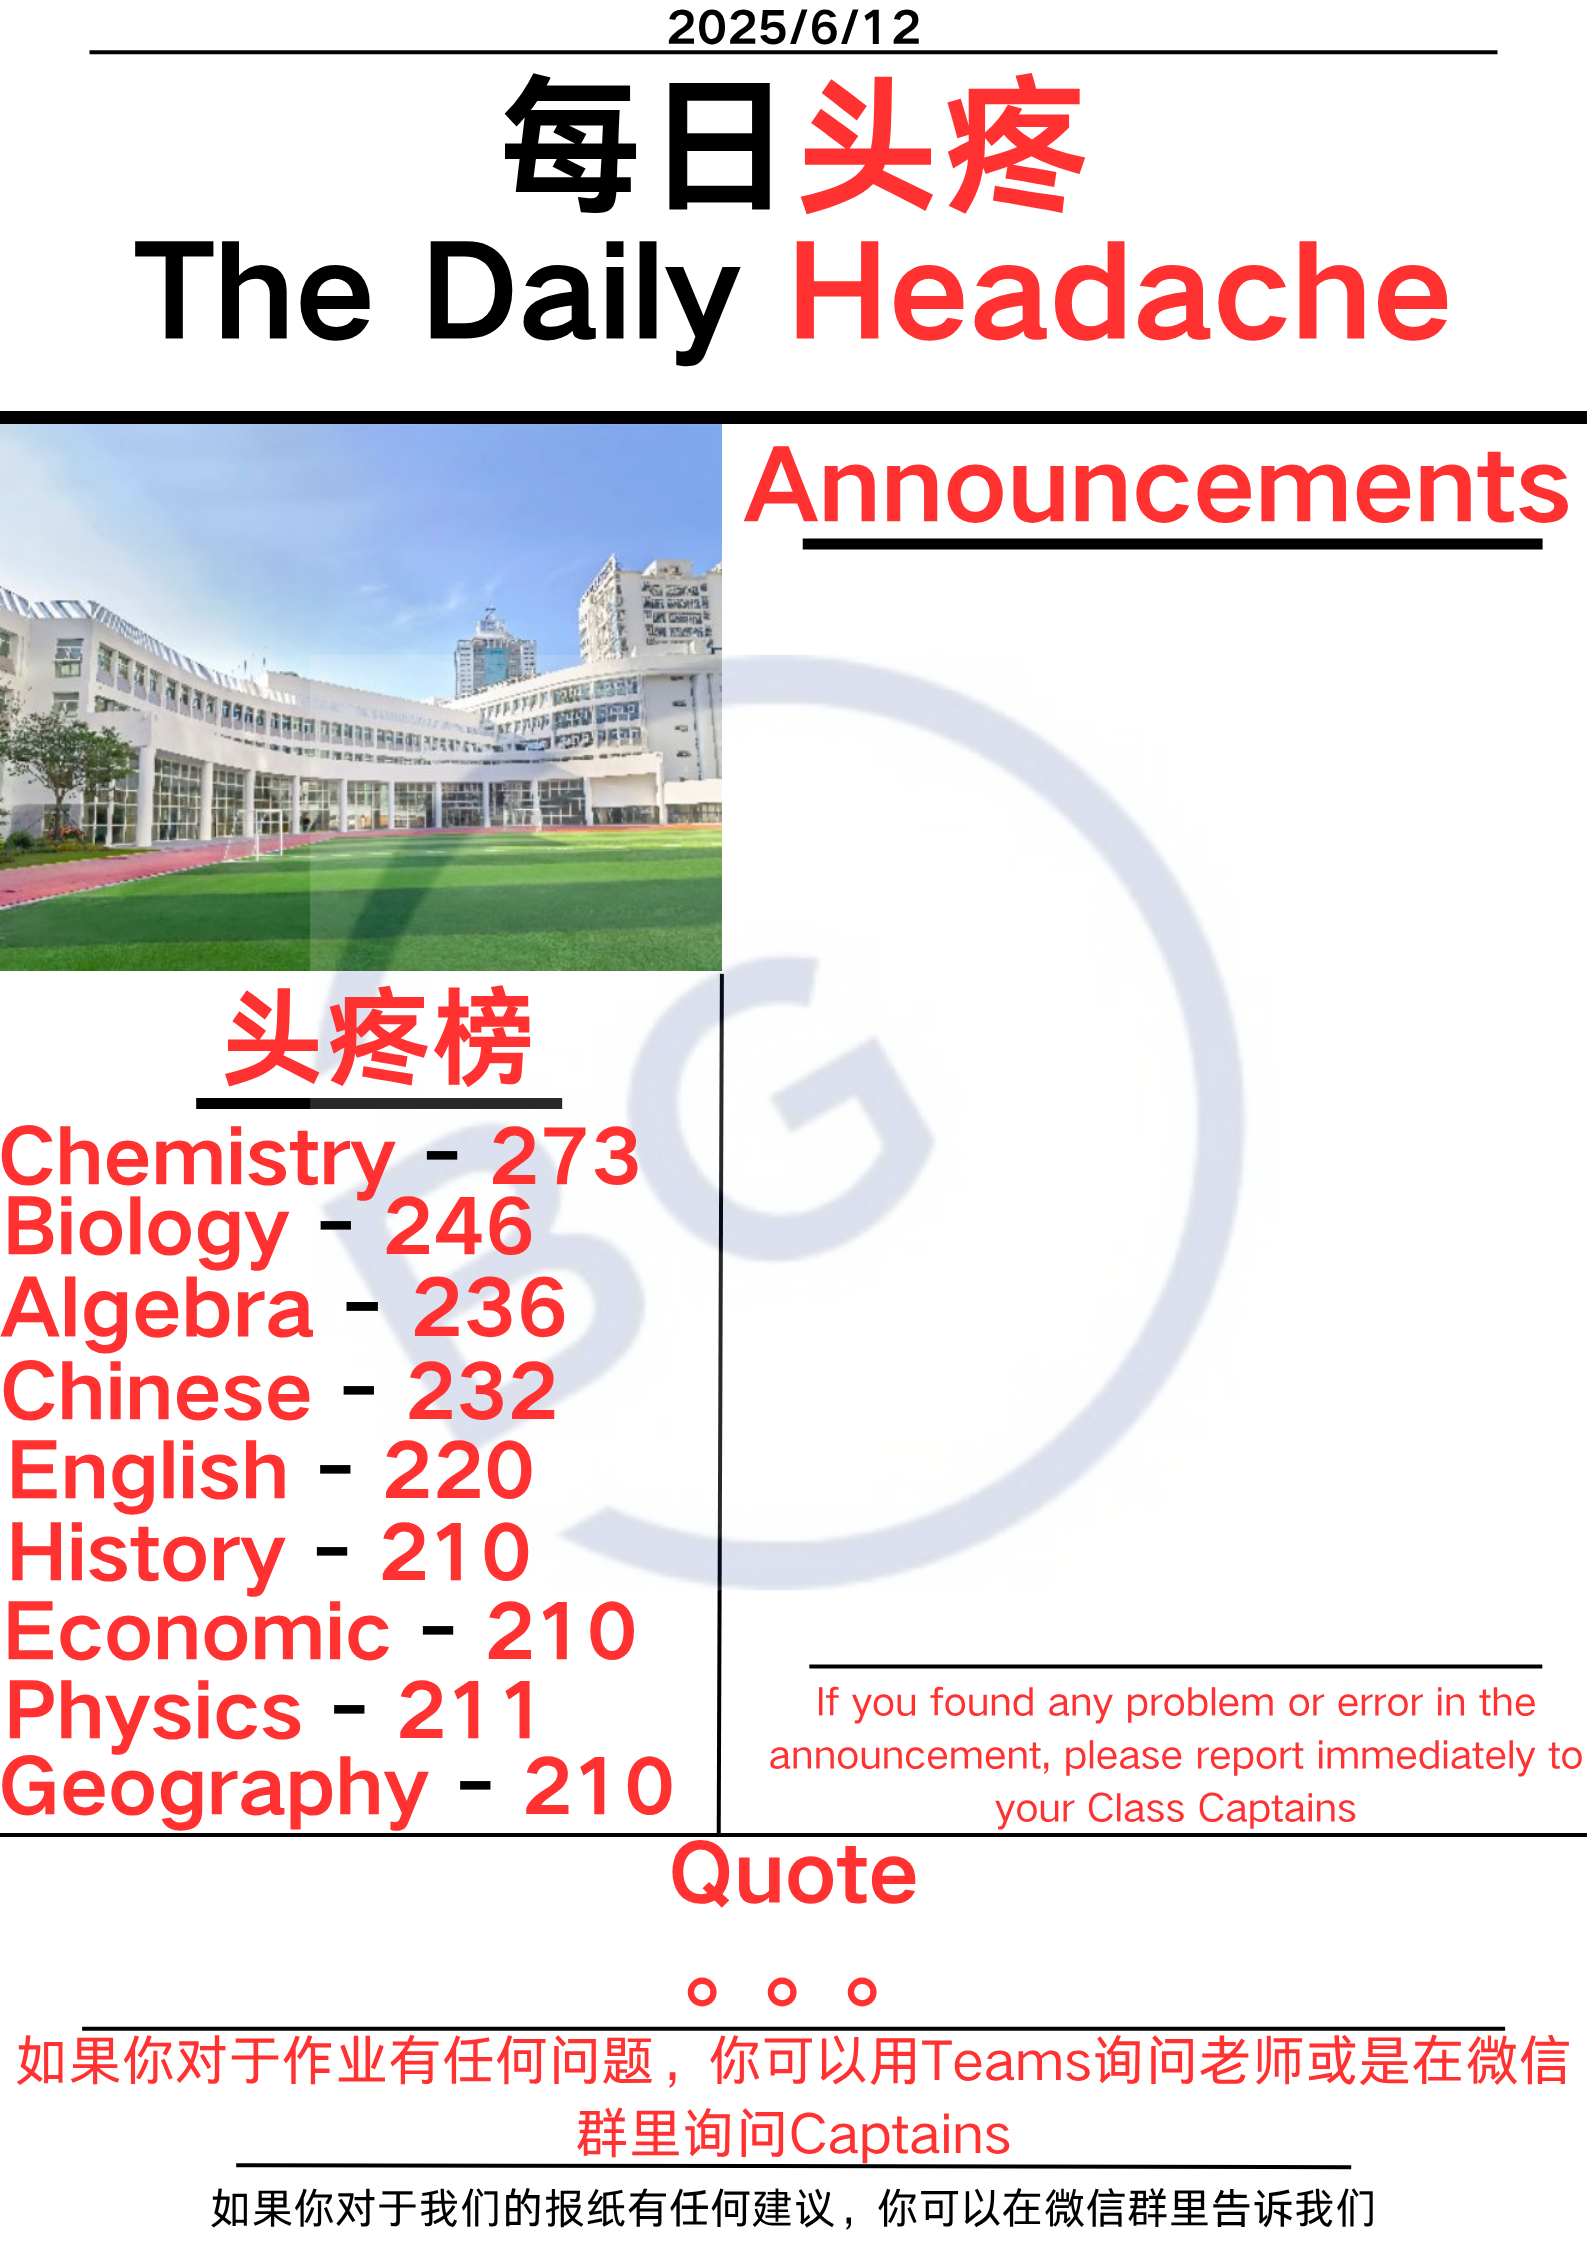 2025/6/12
每日头疼
The Daily Headache
Announcements
头疼榜
Chemistry - 273
Biology - 246
Algebra - 236
Chinese - 232
English - 220
History - 210
Economic - 210
Physics - 211
Geography - 210
BG
If you found any problem or error in the
announcement, please report immediately to
your Class Captains
Quote
。。。
如果你对于作业有任何问题，你可以用Teams询问老师或是在微信
群里询问Captains
如果你对于我们的报纸有任何建议，你可以在微信群里告诉我们